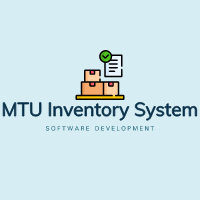 MTU Inventory System
SOFTWARE DEVELOPMENT